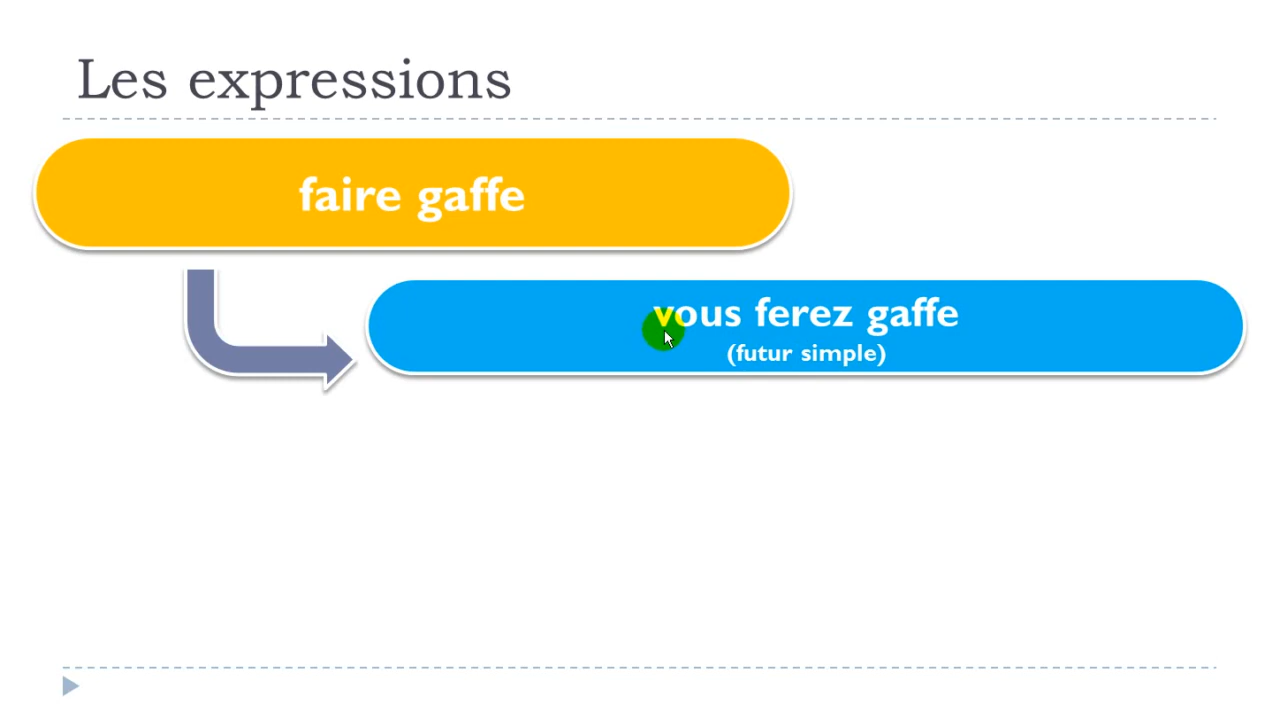 Les expressions
faire gaffe
vous ferez gaffe
(futur simple)